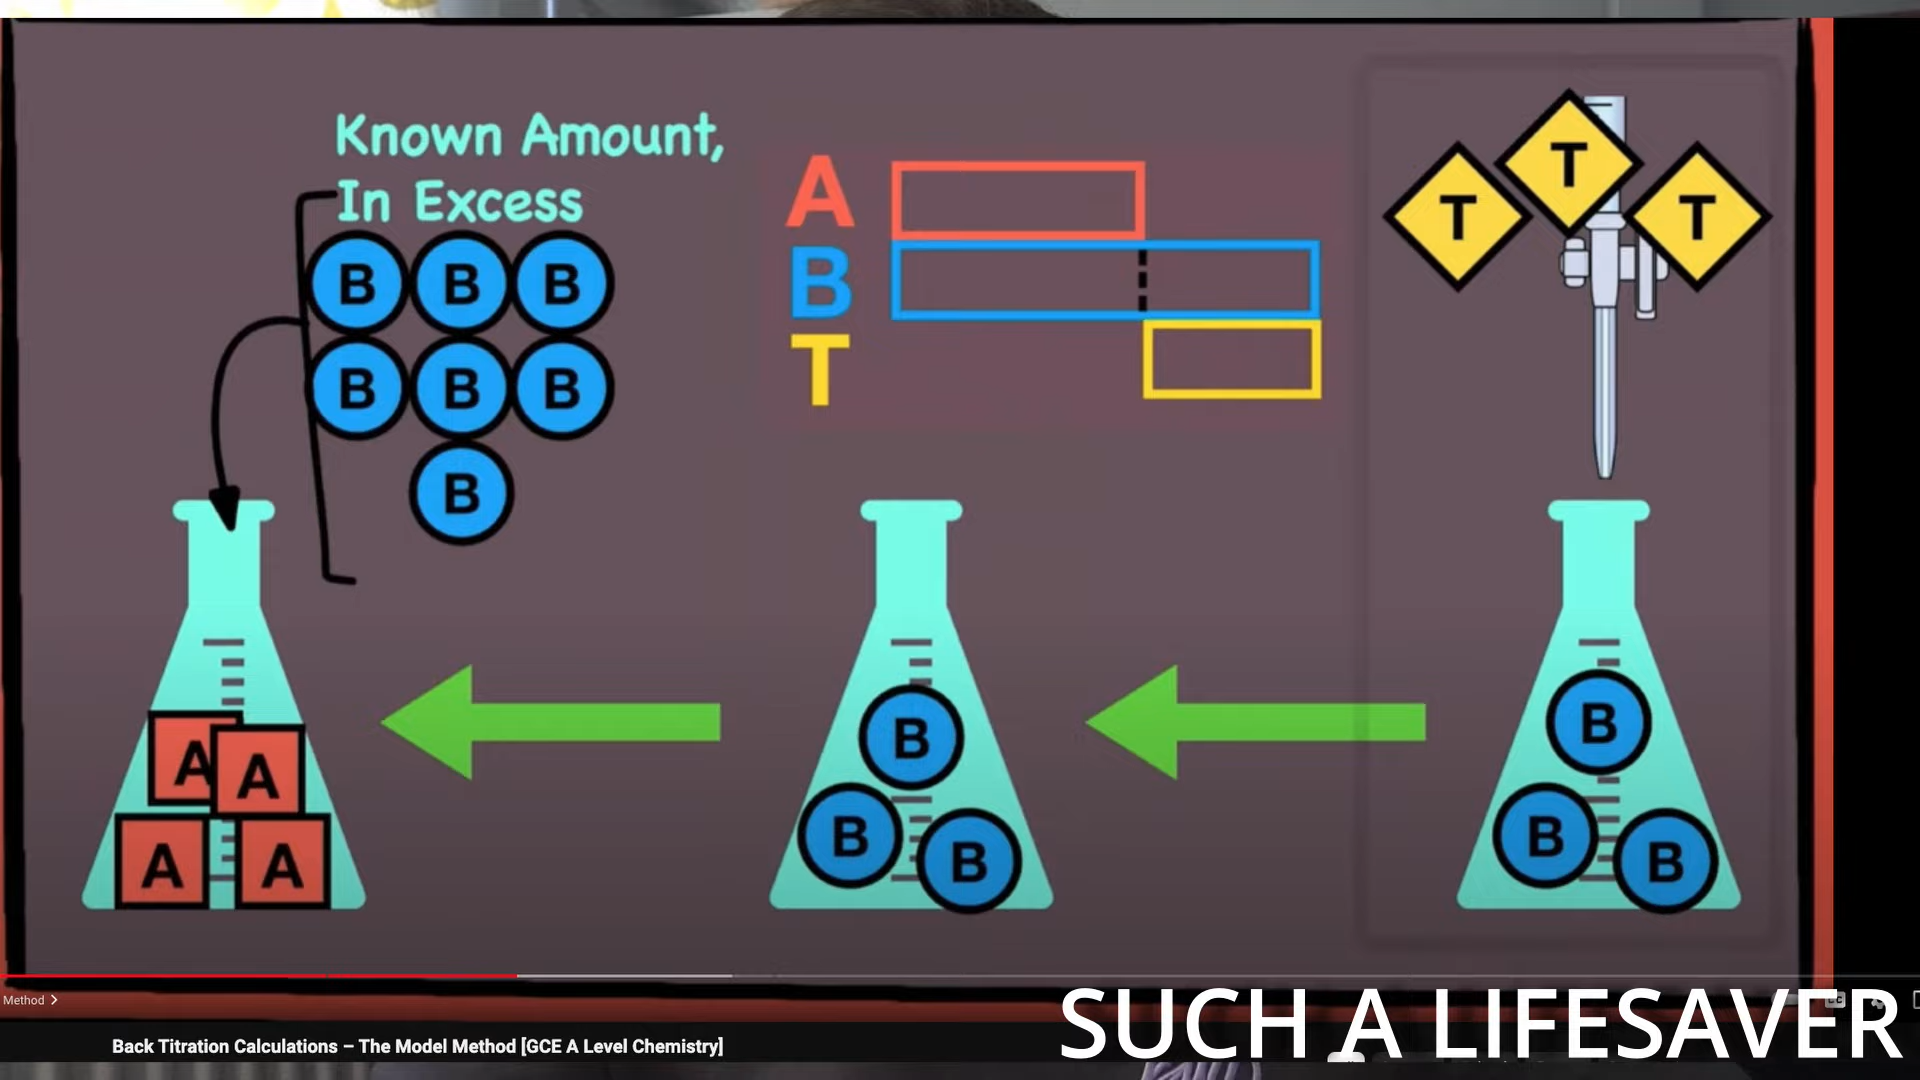 Known Amount,
In Excess
B B B
B B B
B
A
B
T
T T T
A A
A A
B
B B
B
B B
Method
Back Titration Calculations – The Model Method [GCE A Level Chemistry]
SUCH A LIFESAVER